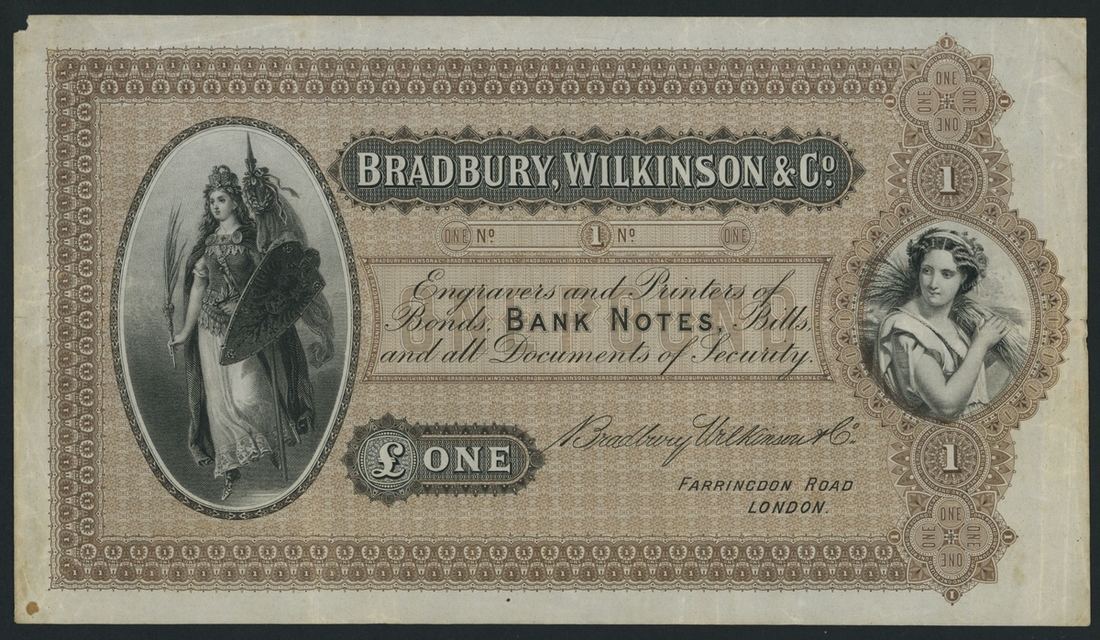 BRADBURY, WILKINSON & Cº.
ONE Nº 1 Nº ONE
ONE POUND
Engravers and Printers of
Bonds, BANK NOTES, Bills,
and all Documents of Security.
£ ONE
Bradbury Wilkinson & Cº.
FARRINGDON ROAD
LONDON.
ONE
ONE ONE
ONE
1
1
ONE
ONE ONE
ONE